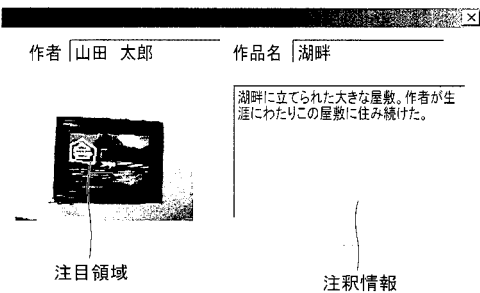 作者 山田 太郎 作品名 湖畔
湖畔に立てられた大きな屋敷。作者が生
涯にわたりこの屋敷に住み続けた。
注目領域
注釈情報